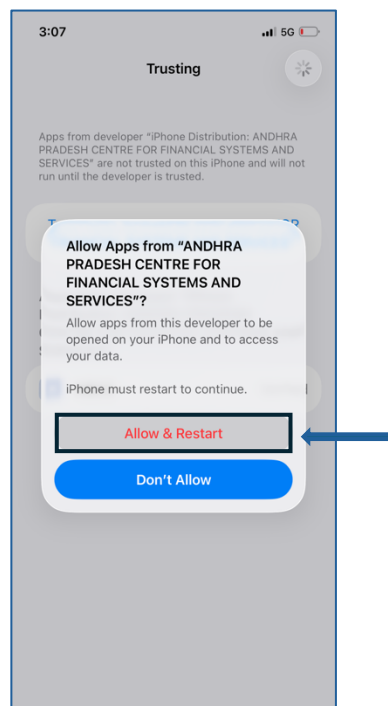 3:07
5G
Trusting
Apps from developer "iPhone Distribution: ANDHRA
PRADESH CENTRE FOR FINANCIAL SYSTEMS AND
SERVICES" are not trusted on this iPhone and will not
run until the developer is trusted.
Allow Apps from "ANDHRA
PRADESH CENTRE FOR
FINANCIAL SYSTEMS AND
SERVICES"?
Allow apps from this developer to be
opened on your iPhone and to access
your data.
iPhone must restart to continue.
Allow & Restart
Don't Allow